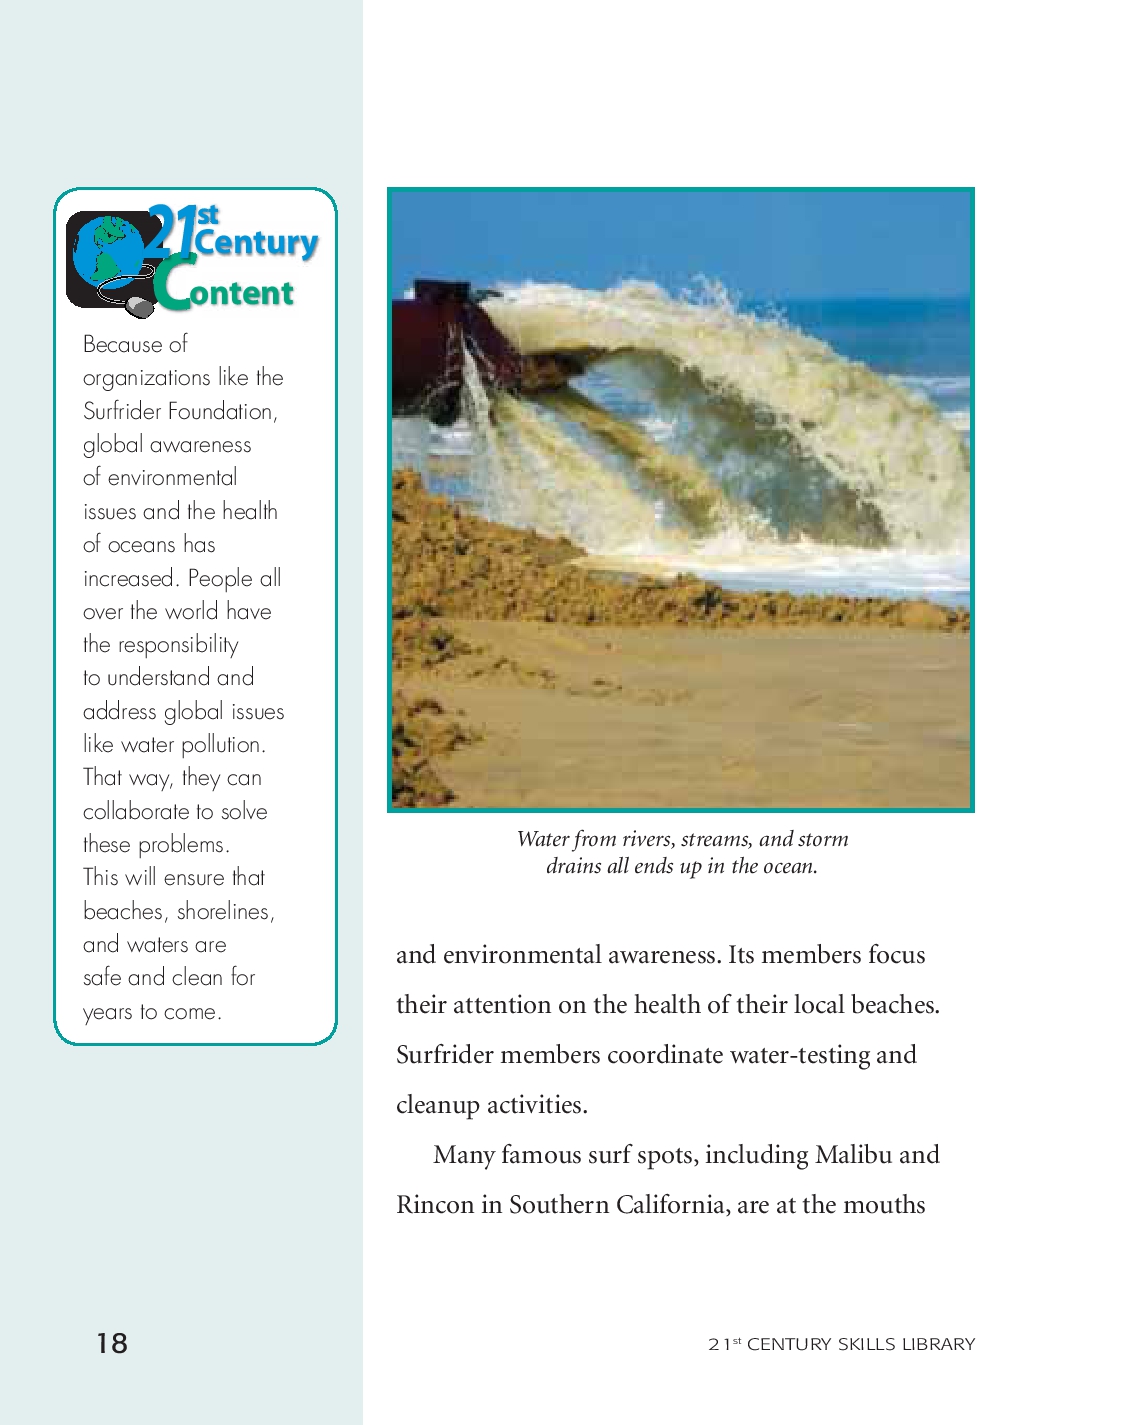 21st
Century
Content
Because of
organizations like the
Surfrider Foundation,
global awareness
of environmental
issues and the health
of oceans has
increased. People all
over the world have
the responsibility
to understand and
address global issues
like water pollution.
That way, they can
collaborate to solve
these problems.
This will ensure that
beaches, shorelines,
and waters are
safe and clean for
years to come.
Water from rivers, streams, and storm
drains all ends up in the ocean.
and environmental awareness. Its members focus
their attention on the health of their local beaches.
Surfrider members coordinate water-testing and
cleanup activities.
Many famous surf spots, including Malibu and
Rincon in Southern California, are at the mouths
18
21st CENTURY SKILLS LIBRARY